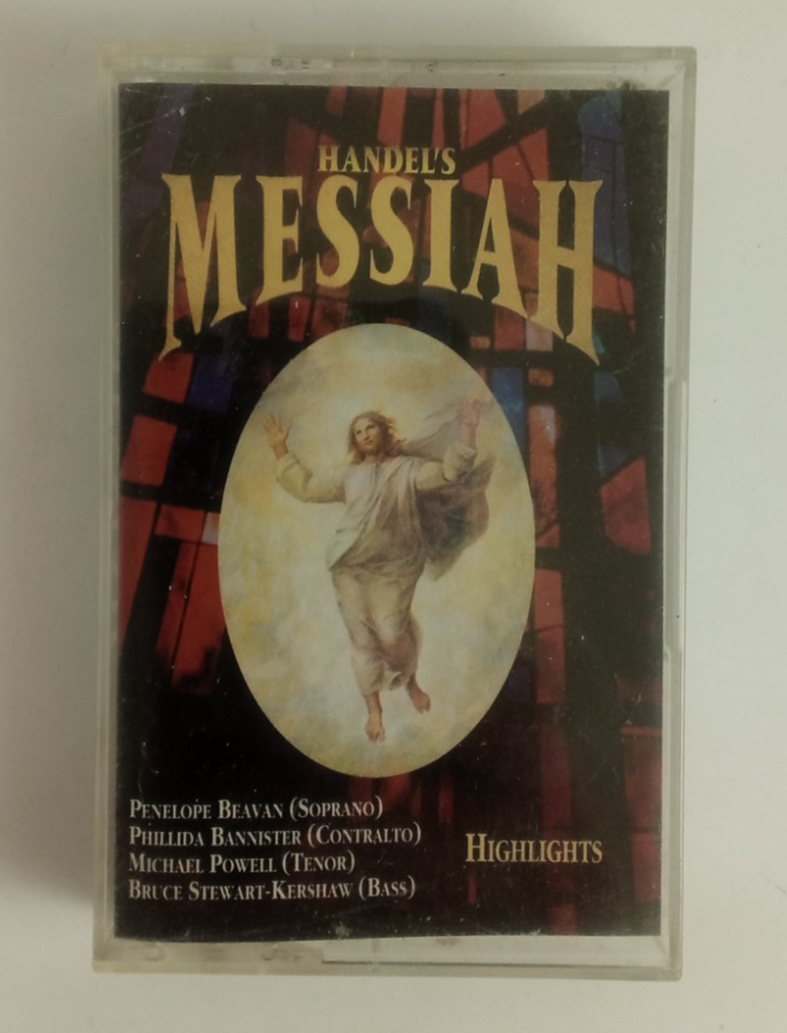 HANDEL'S
MESSIAH
PENELOPE BEAVAN (SOPRANO)
PHILLIDA BANNISTER (CONTRALTO)
MICHAEL POWELL (TENOR)
BRUCE STEWART-KERSHAW (BASS)
HIGHLIGHTS